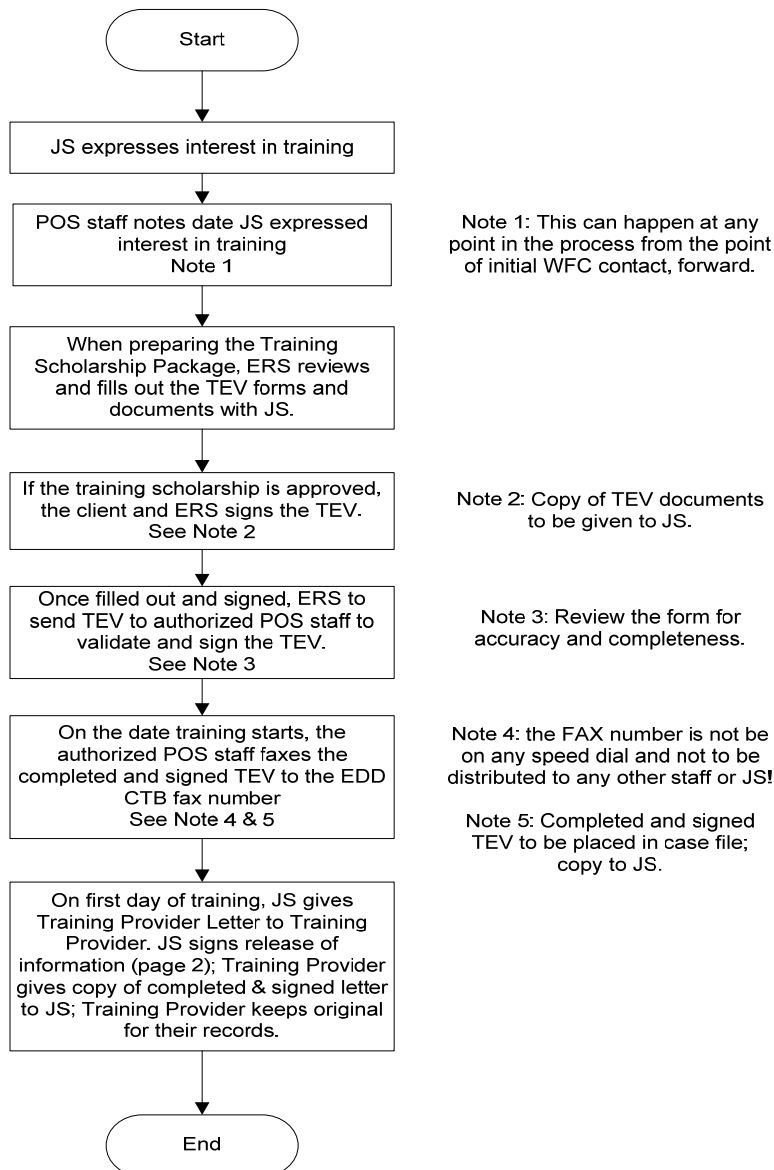 Start
JS expresses interest in training
POS staff notes date JS expressed
interest in training
Note 1
Note 1: This can happen at any
point in the process from the point
of initial WFC contact, forward.
When preparing the Training
Scholarship Package, ERS reviews
and fills out the TEV forms and
documents with JS.
If the training scholarship is approved,
the client and ERS signs the TEV.
See Note 2
Note 2: Copy of TEV documents
to be given to JS.
Once filled out and signed, ERS to
send TEV to authorized POS staff to
validate and sign the TEV.
See Note 3
Note 3: Review the form for
accuracy and completeness.
On the date training starts, the
authorized POS staff faxes the
completed and signed TEV to the EDD
CTB fax number
See Note 4 & 5
Note 4: the FAX number is not be
on any speed dial and not to be
distributed to any other staff or JS!
Note 5: Completed and signed
TEV to be placed in case file;
copy to JS.
On first day of training, JS gives
Training Provider Letter to Training
Provider. JS signs release of
information (page 2); Training Provider
gives copy of completed & signed letter
to JS; Training Provider keeps original
for their records.
End